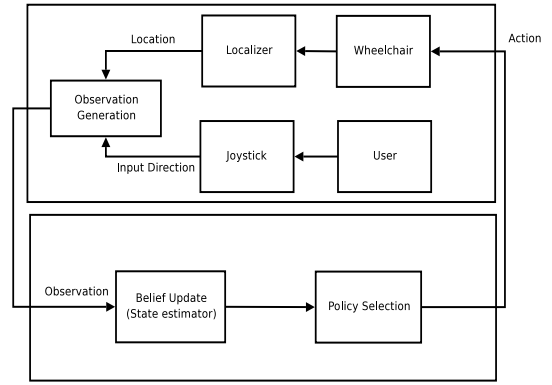 Location
Action
Localizer
Wheelchair
Observation
Generation
Joystick
User
Input Direction
Observation
Belief Update
(State estimator)
Policy Selection